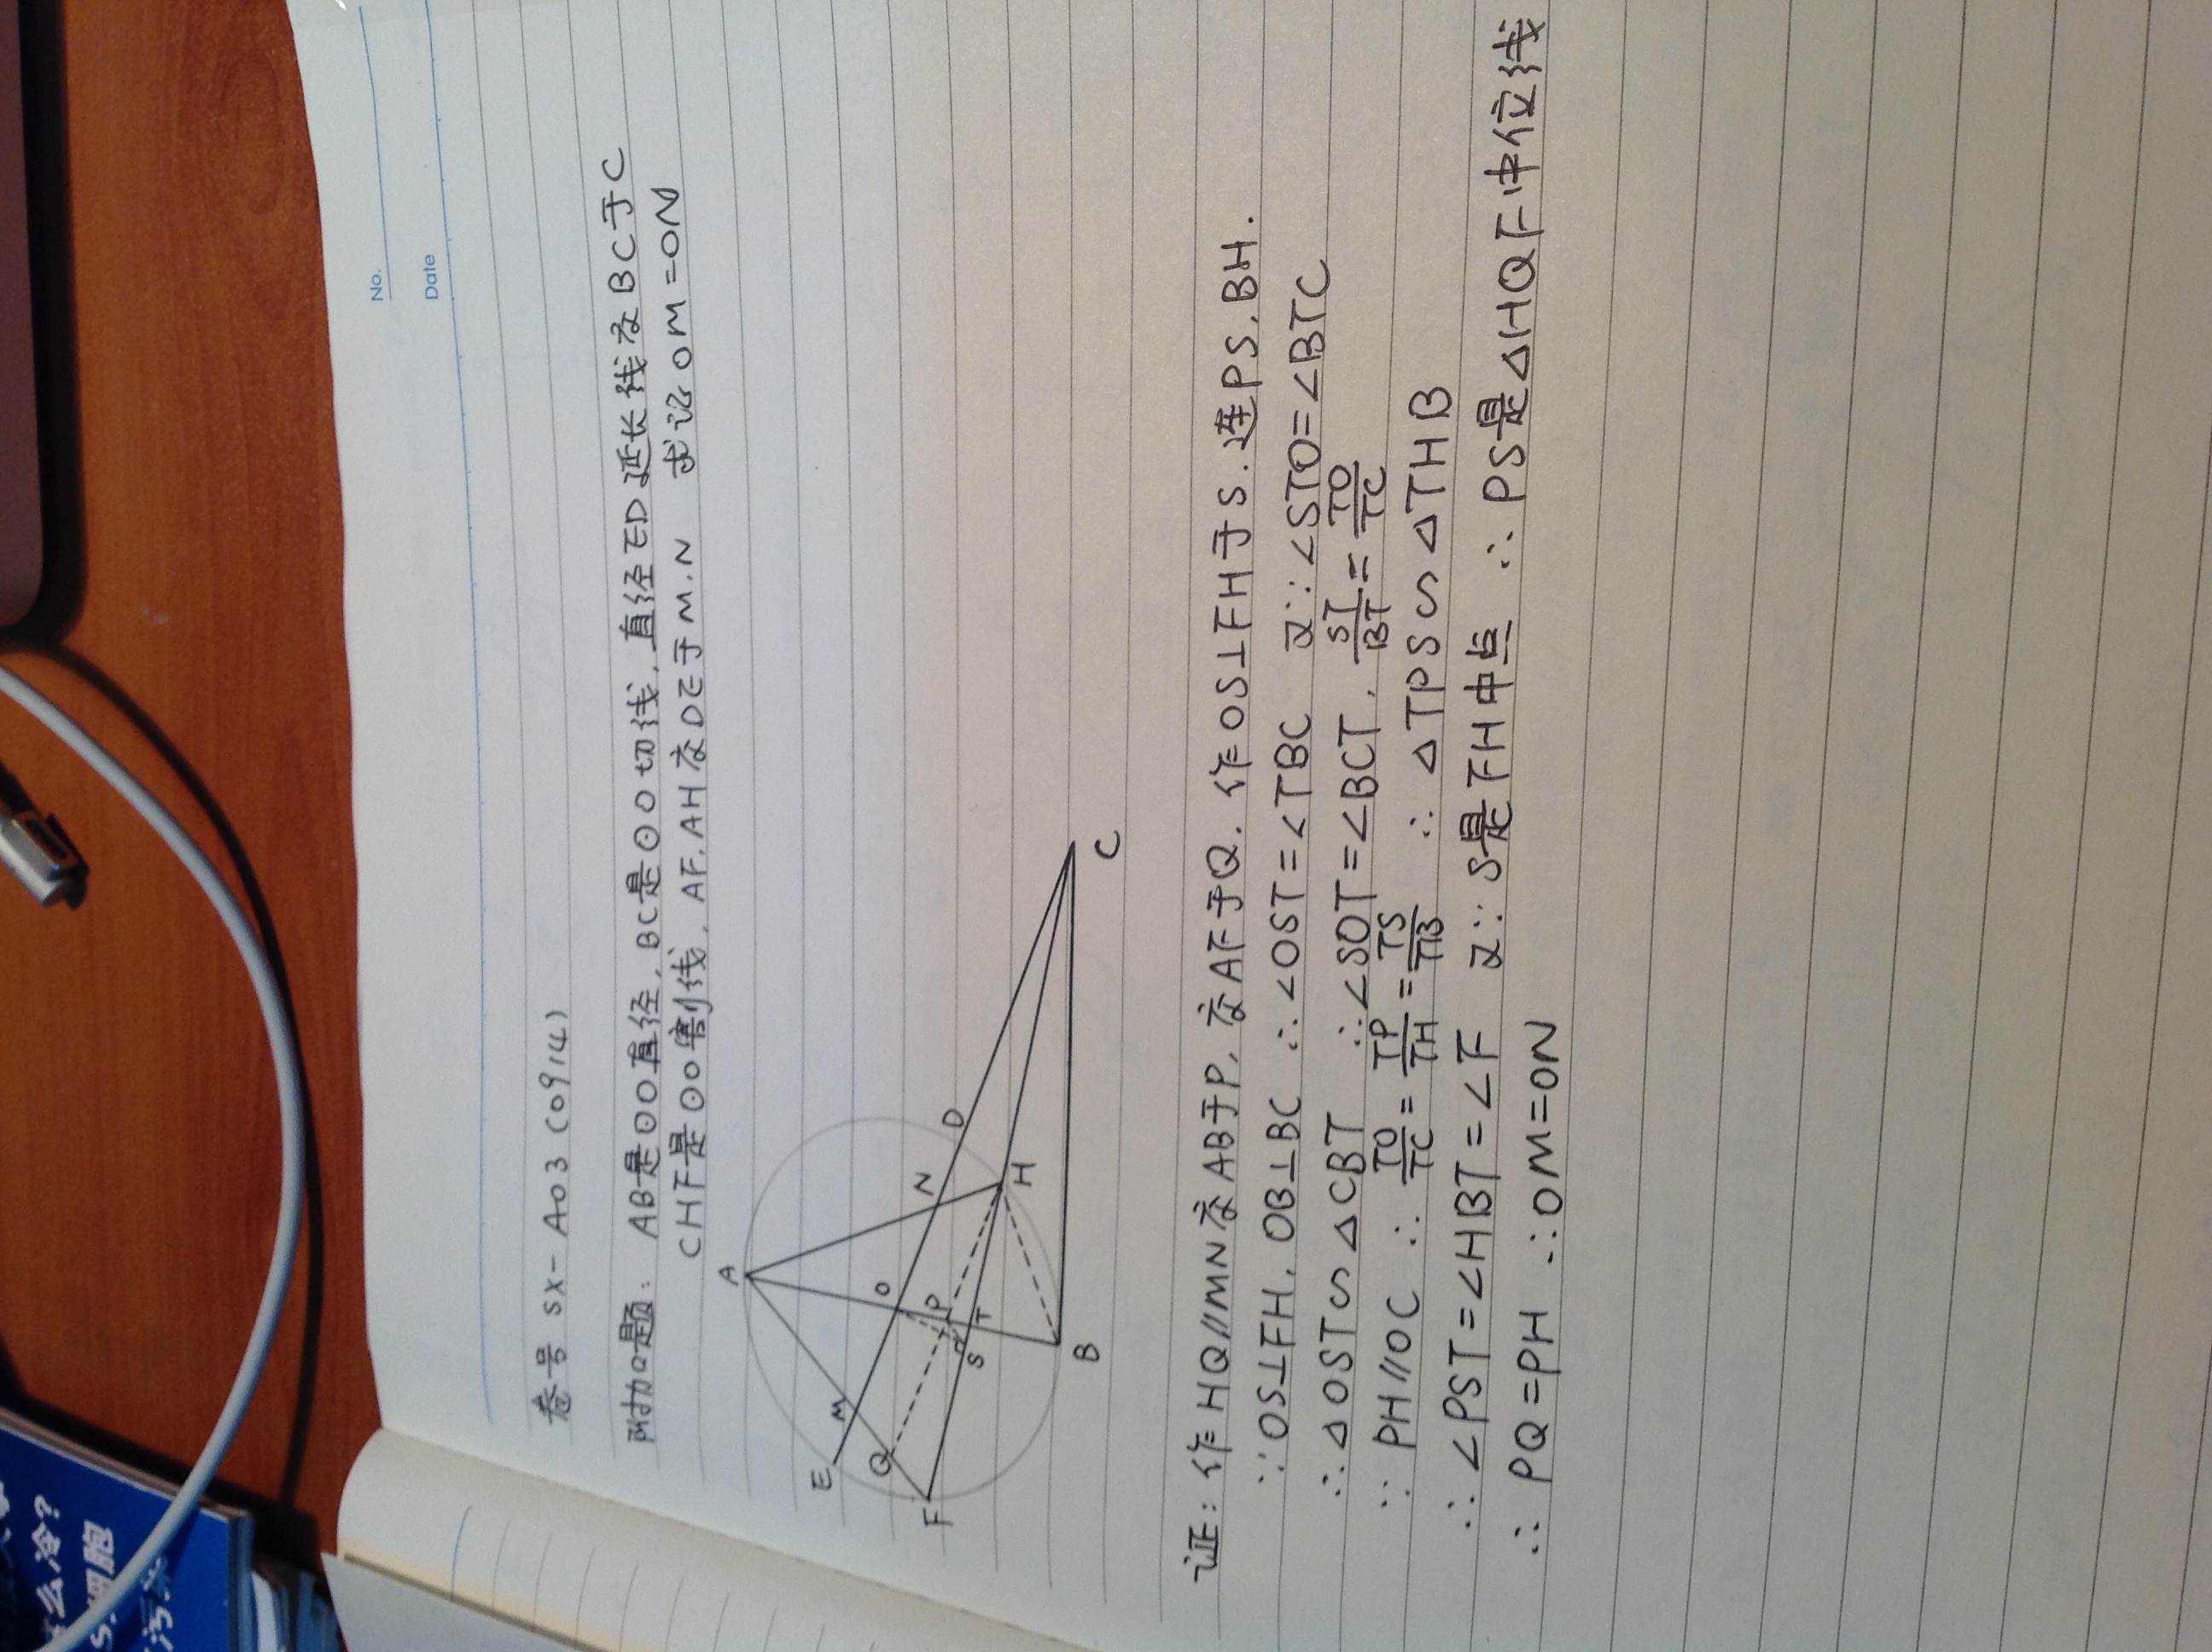 么冷?
S细胞
污染
No.
Date
卷号 SX-A03(0914)
附加题: AB是⊙O直径,BC是⊙O切线,直径ED延长线交BC于C
CHF是⊙O割线,AF.AH交DE于M.N 求证OM=ON
A
E
M
Q
O
F
P
N
D
S
T
H
B
C
证:作HQ//MN交AB于P,交AF于Q.作OS⊥FH于S.连PS,BH.
∵OS⊥FH,OB⊥BC ∴∠OST=∠TBC 又∵∠STO=∠BTC
∴△OST∽△CBT ∴∠SOT=∠BCT, ST/BT=TO/TC
∵PH//OC ∴TO/TC=TP/TH=TS/TB ∴△TPS∽△THB
∴∠PST=∠HBT=∠F 又∵S是FH中点 ∴PS是△HQF中位线
∴PQ=PH ∴OM=ON